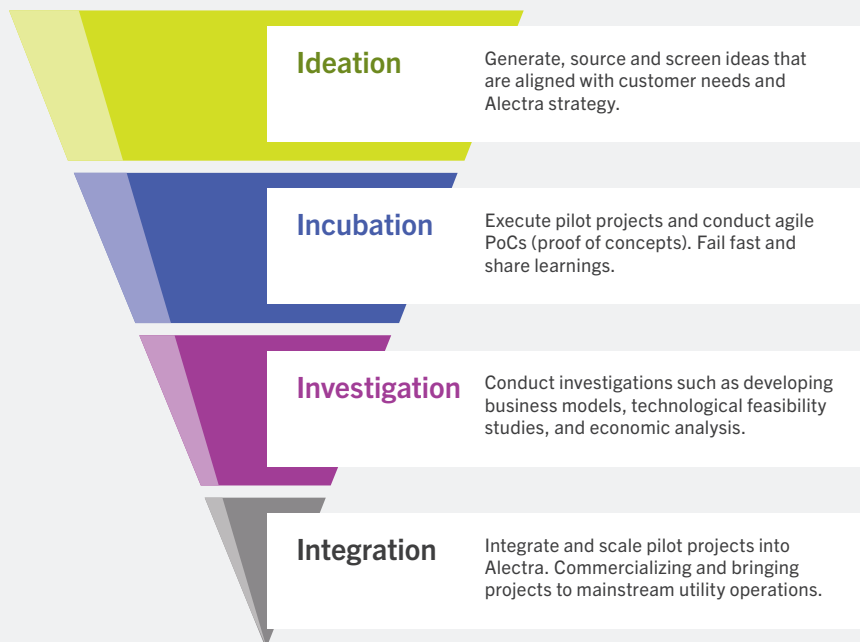 Ideation
Generate, source and screen ideas that
are aligned with customer needs and
Alectra strategy.
Incubation
Execute pilot projects and conduct agile
PoCs (proof of concepts). Fail fast and
share learnings.
Investigation
Conduct investigations such as developing
business models, technological feasibility
studies, and economic analysis.
Integration
Integrate and scale pilot projects into
Alectra. Commercializing and bringing
projects to mainstream utility operations.